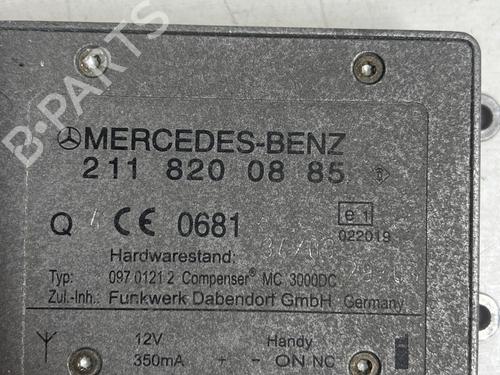 B-PARTS
MERCEDES-BENZ
211 820 08 85
Q CE 0681 e1
022019
Hardwarestand:
Typ: 097 0121 2 Compenser® MC 3000DC
Zul.-Inh.: Funkwerk Dabendorf GmbH Germany
12V Handy
350mA + - ON NC